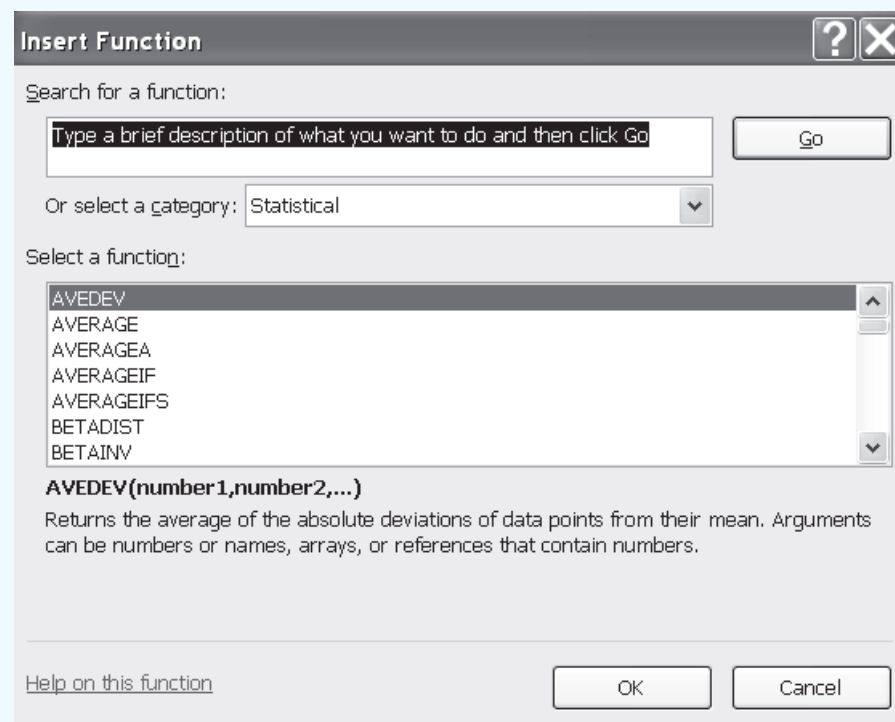 Insert Function
Search for a function:
Type a brief description of what you want to do and then click Go
Go
Or select a category: Statistical
Select a function:
AVEDEV
AVERAGE
AVERAGEA
AVERAGEIF
AVERAGEIFS
BETADIST
BETAINV
AVEDEV(number1,number2,...)
Returns the average of the absolute deviations of data points from their mean. Arguments
can be numbers or names, arrays, or references that contain numbers.
Help on this function
OK
Cancel